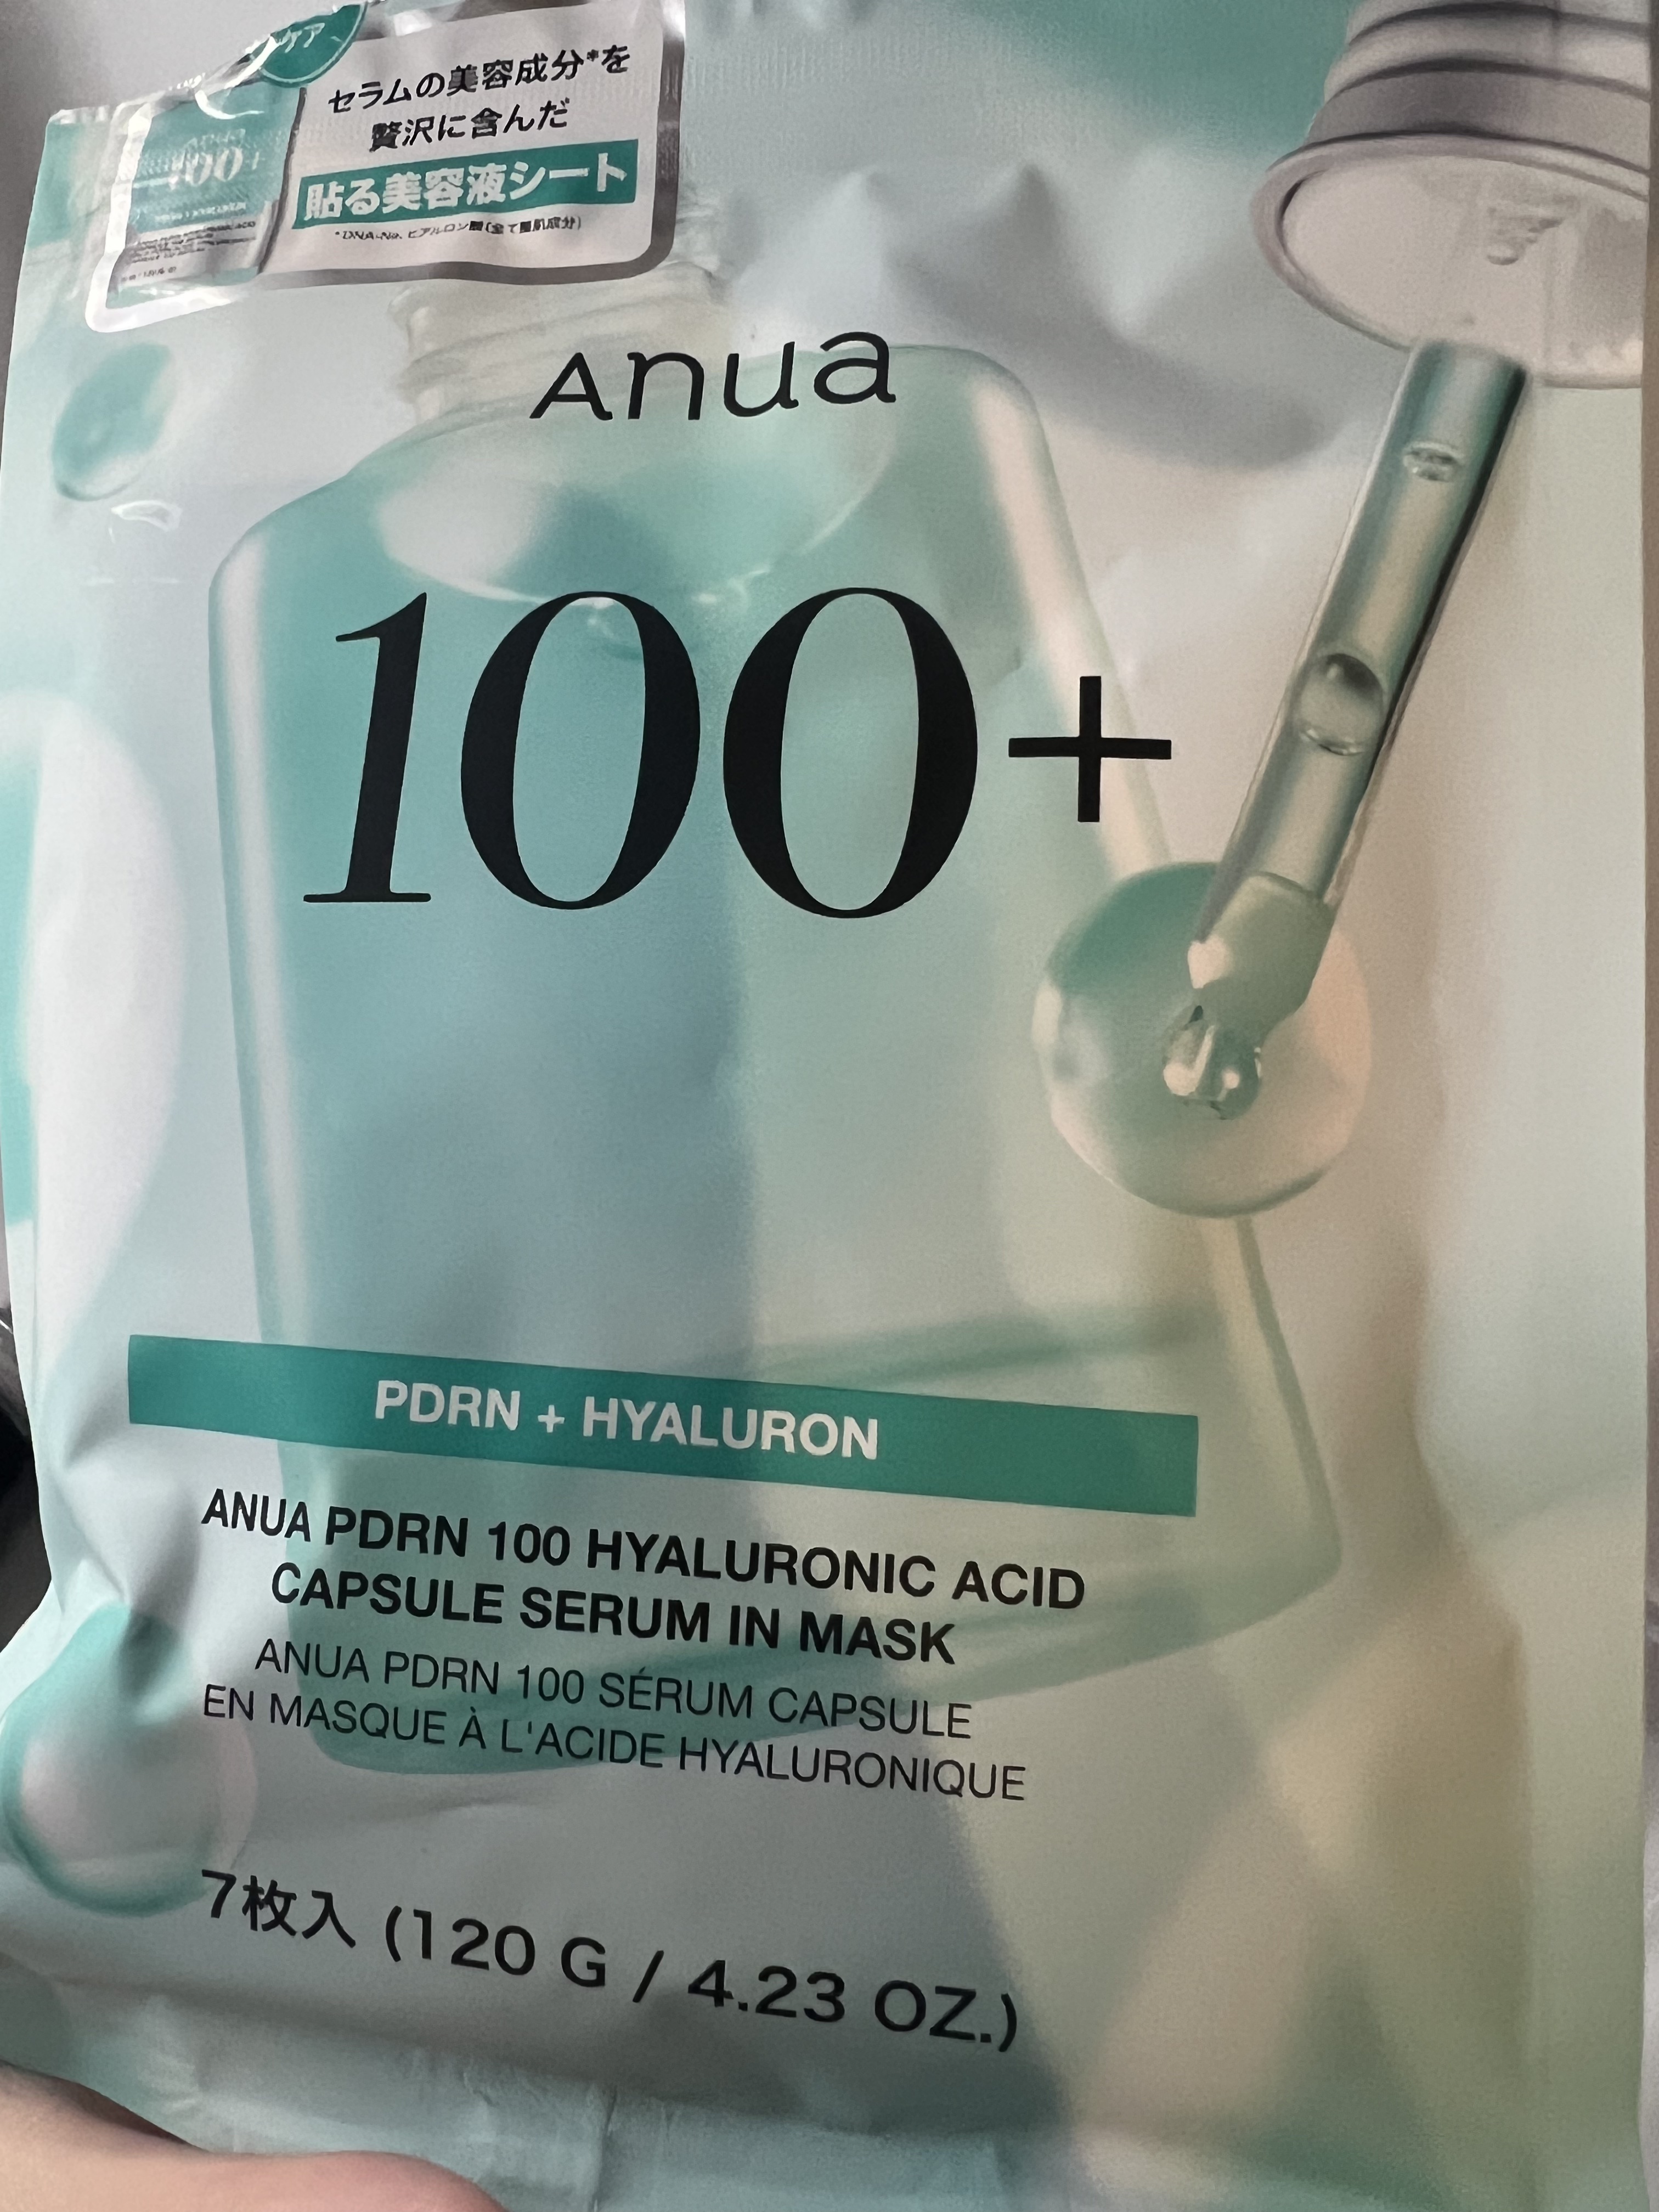 ケア
セラムの美容成分*を
贅沢に含んだ
貼る美容液シート
*DNA-Na、ヒアルロン酸(全て整肌成分)
Anua
100+
PDRN + HYALURON
ANUA PDRN 100 HYALURONIC ACID
CAPSULE SERUM IN MASK
ANUA PDRN 100 SÉRUM CAPSULE
EN MASQUE À L'ACIDE HYALURONIQUE
7枚入 (120 G / 4.23 OZ.)